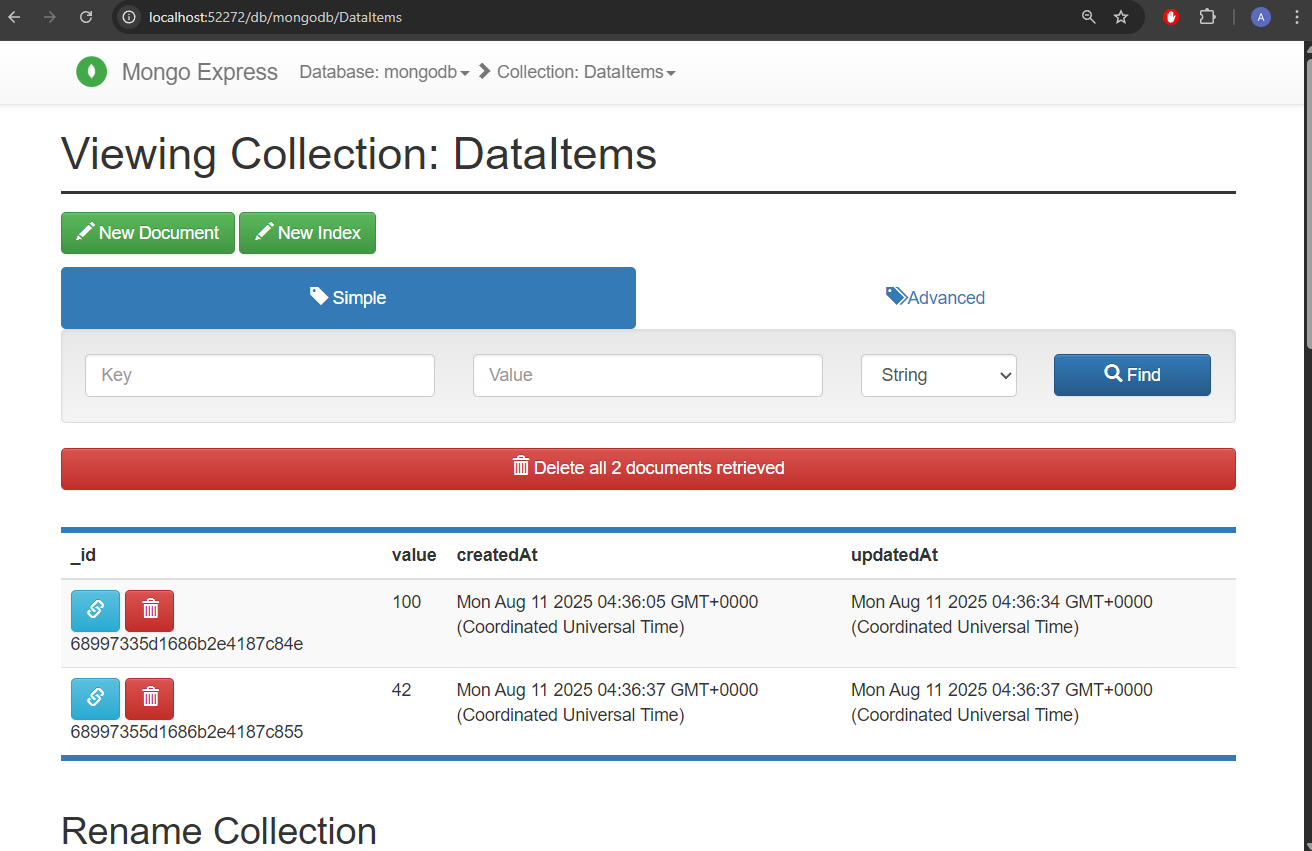 localhost:52272/db/mongodb/DataItems
A
Mongo Express Database: mongodb Collection: DataItems
Viewing Collection: DataItems
New Document New Index
Simple Advanced
Key Value String Find
Delete all 2 documents retrieved
_id value createdAt updatedAt
100 Mon Aug 11 2025 04:36:05 GMT+0000 Mon Aug 11 2025 04:36:34 GMT+0000
(Coordinated Universal Time) (Coordinated Universal Time)
68997335d1686b2e4187c84e
42 Mon Aug 11 2025 04:36:37 GMT+0000 Mon Aug 11 2025 04:36:37 GMT+0000
(Coordinated Universal Time) (Coordinated Universal Time)
68997355d1686b2e4187c855
Rename Collection